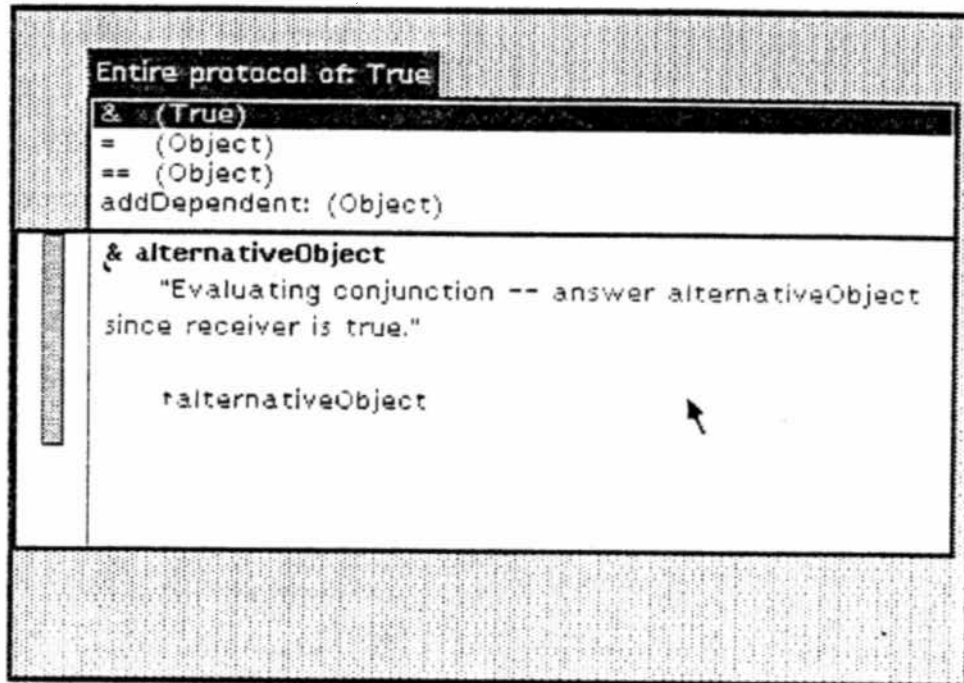 Entire protocol of: True
& (True)
= (Object)
== (Object)
addDependent: (Object)
& alternativeObject
"Evaluating conjunction -- answer alternativeObject
since receiver is true."
↑alternativeObject